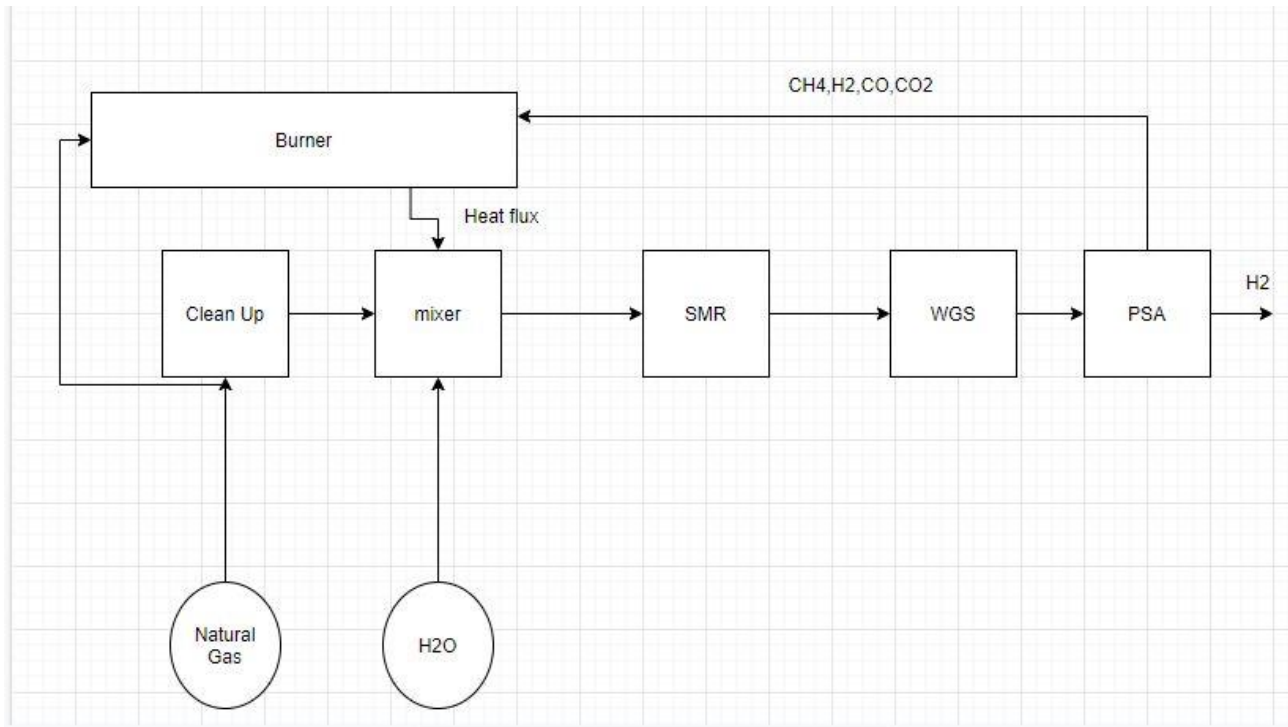 CH4,H2,CO,CO2
Burner
Heat flux
Clean Up
mixer
SMR
WGS
PSA
H2
Natural
Gas
H2O